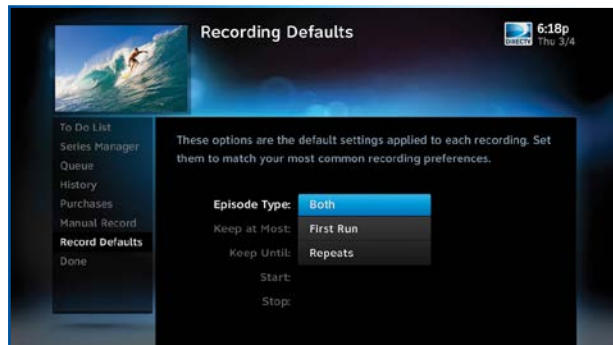 Recording Defaults
DIRECTV
6:18p
Thu 3/4
To Do List
Series Manager
Queue
History
Purchases
Manual Record
Record Defaults
Done
These options are the default settings applied to each recording. Set
them to match your most common recording preferences.
Episode Type: Both
Keep at Most: First Run
Keep Until: Repeats
Start:
Stop: